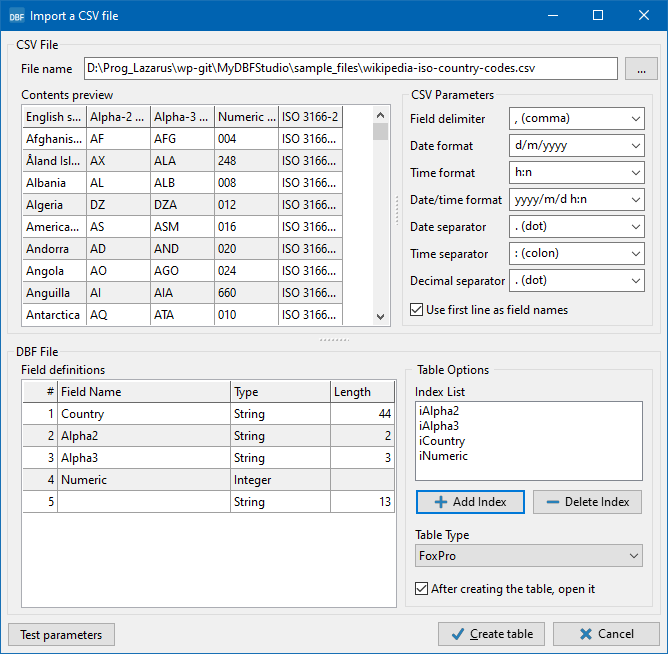 DBF Import a CSV file
CSV File
File name D:\Prog_Lazarus\wp-git\MyDBFStudio\sample_files\wikipedia-iso-country-codes.csv ...
Contents preview
English s... Alpha-2 ... Alpha-3 ... Numeric ... ISO 3166-2
Afghanis... AF AFG 004 ISO 3166...
Åland Isl... AX ALA 248 ISO 3166...
Albania AL ALB 008 ISO 3166...
Algeria DZ DZA 012 ISO 3166...
America... AS ASM 016 ISO 3166...
Andorra AD AND 020 ISO 3166...
Angola AO AGO 024 ISO 3166...
Anguilla AI AIA 660 ISO 3166...
Antarctica AQ ATA 010 ISO 3166...
CSV Parameters
Field delimiter , (comma)
Date format d/m/yyyy
Time format h:n
Date/time format yyyy/m/d h:n
Date separator . (dot)
Time separator : (colon)
Decimal separator . (dot)
Use first line as field names
DBF File
Field definitions
# Field Name Type Length
1 Country String 44
2 Alpha2 String 2
3 Alpha3 String 3
4 Numeric Integer
5 String 13
Table Options
Index List
iAlpha2
iAlpha3
iCountry
iNumeric
Add Index Delete Index
Table Type
FoxPro
After creating the table, open it
Test parameters Create table Cancel